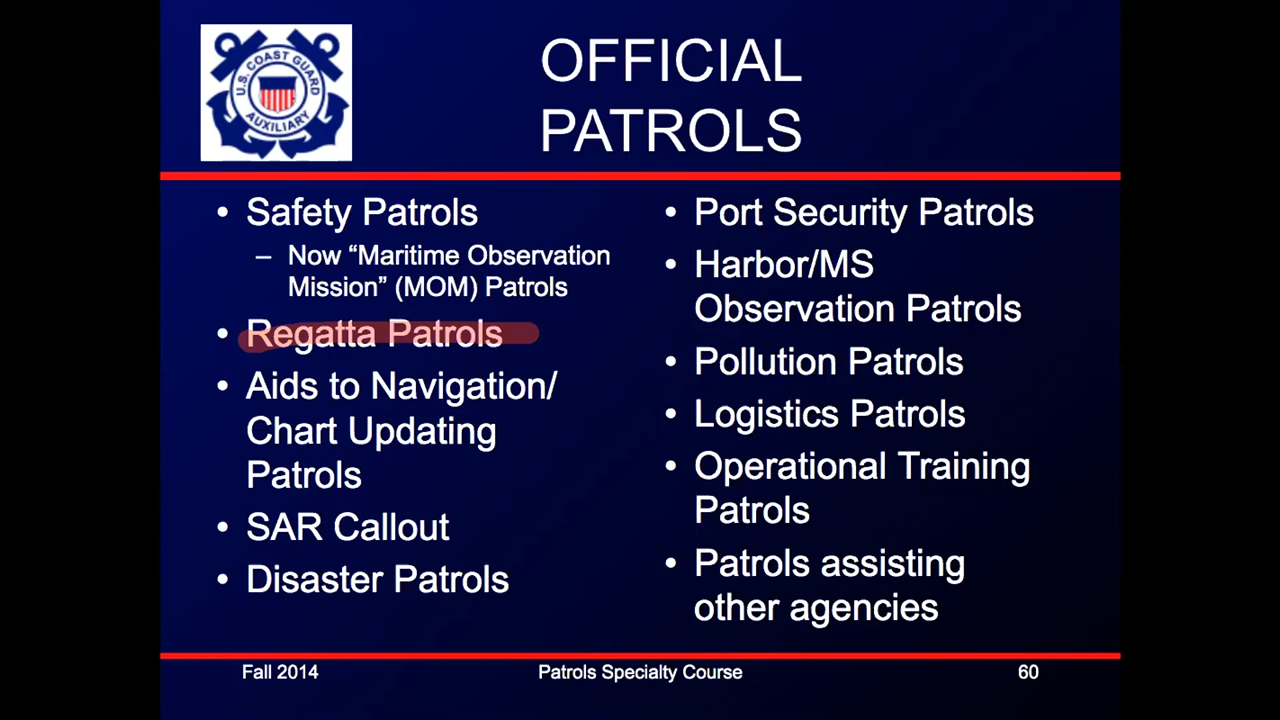 U.S. COAST GUARD
AUXILIARY
OFFICIAL
PATROLS
• Safety Patrols
– Now “Maritime Observation
Mission” (MOM) Patrols
• Regatta Patrols
• Aids to Navigation/
Chart Updating
Patrols
• SAR Callout
• Disaster Patrols
• Port Security Patrols
• Harbor/MS
Observation Patrols
• Pollution Patrols
• Logistics Patrols
• Operational Training
Patrols
• Patrols assisting
other agencies
Fall 2014
Patrols Specialty Course
60